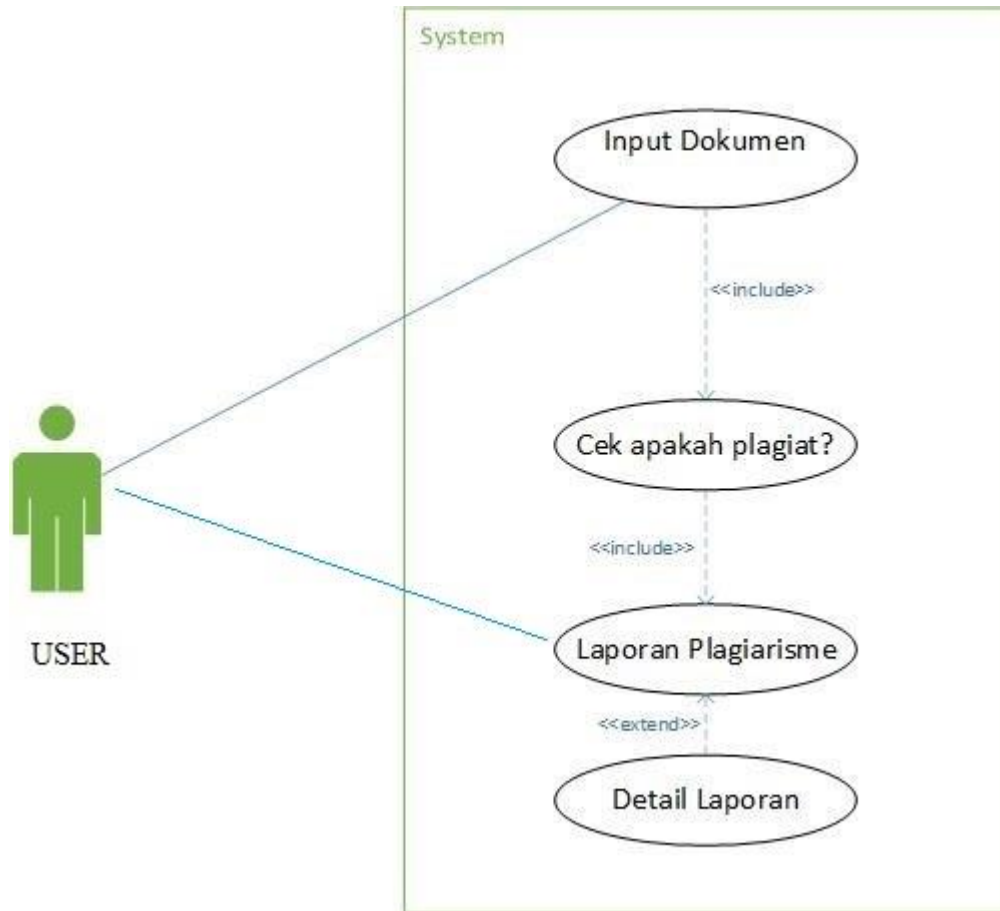 System
Input Dokumen
<<include>>
Cek apakah plagiat?
<<include>>
Laporan Plagiarisme
USER
<<extend>>
Detail Laporan